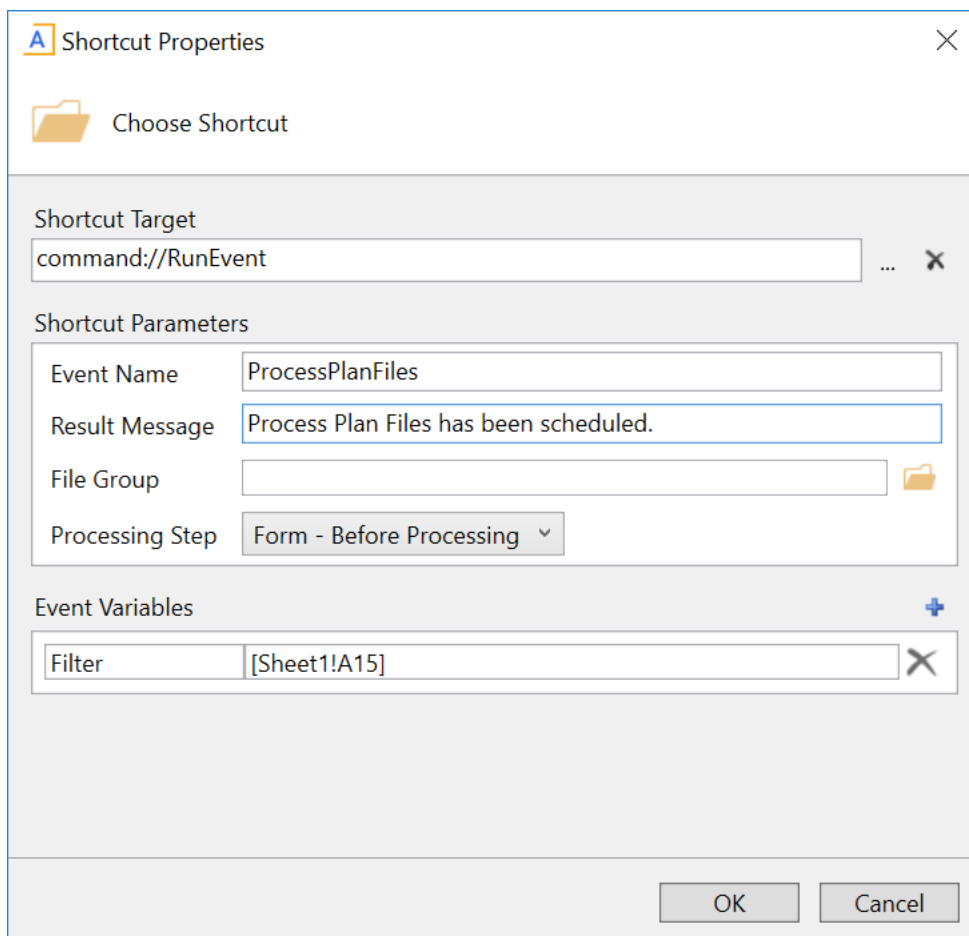 A Shortcut Properties
Choose Shortcut
Shortcut Target
command://RunEvent ...
Shortcut Parameters
Event Name ProcessPlanFiles
Result Message Process Plan Files has been scheduled.
File Group
Processing Step Form - Before Processing
Event Variables
Filter [Sheet1!A15]
OK Cancel